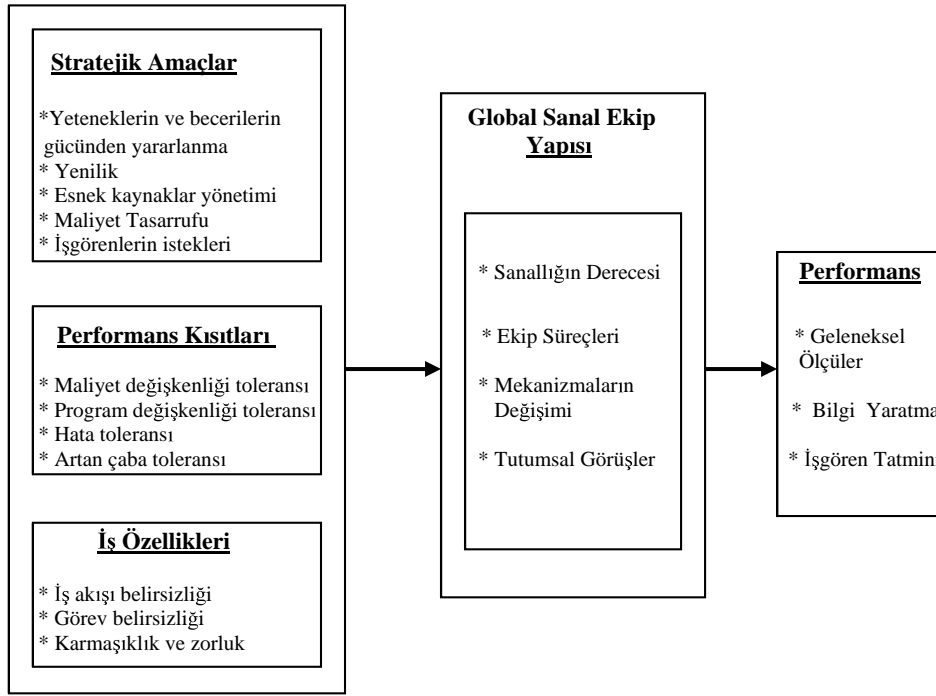 Stratejik Amaçlar
*Yeteneklerin ve becerilerin
gücünden yararlanma
* Yenilik
* Esnek kaynaklar yönetimi
* Maliyet Tasarrufu
* İşgörenlerin istekleri
Performans Kısıtları
* Maliyet değişkenliği toleransı
* Program değişkenliği toleransı
* Hata toleransı
* Artan çaba toleransı
İş Özellikleri
* İş akışı belirsizliği
* Görev belirsizliği
* Karmaşıklık ve zorluk
Global Sanal Ekip
Yapısı
* Sanallığın Derecesi
* Ekip Süreçleri
* Mekanizmaların
Değişimi
* Tutumsal Görüşler
Performans
* Geleneksel
Ölçüler
* Bilgi Yaratma
* İşgören Tatmini